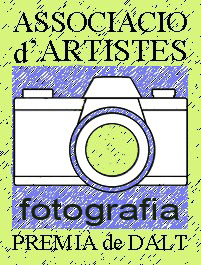 ASSOCIACIO
d'ARTISTES
fotografia
PREMIÀ de DALT